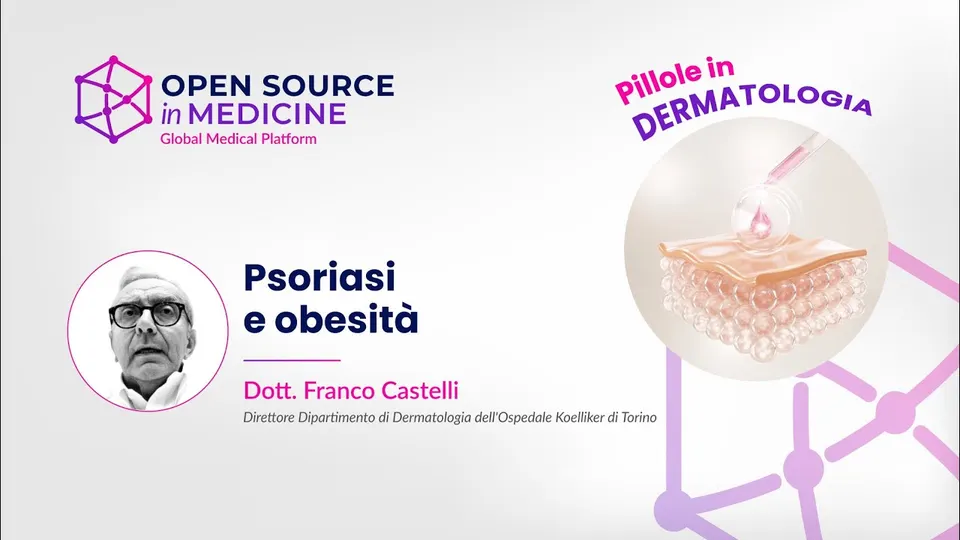 OPEN SOURCE
in MEDICINE
Global Medical Platform
Pillole in
DERMATOLOGIA
Psoriasi
e obesità
Dott. Franco Castelli
Direttore Dipartimento di Dermatologia dell'Ospedale Koelliker di Torino